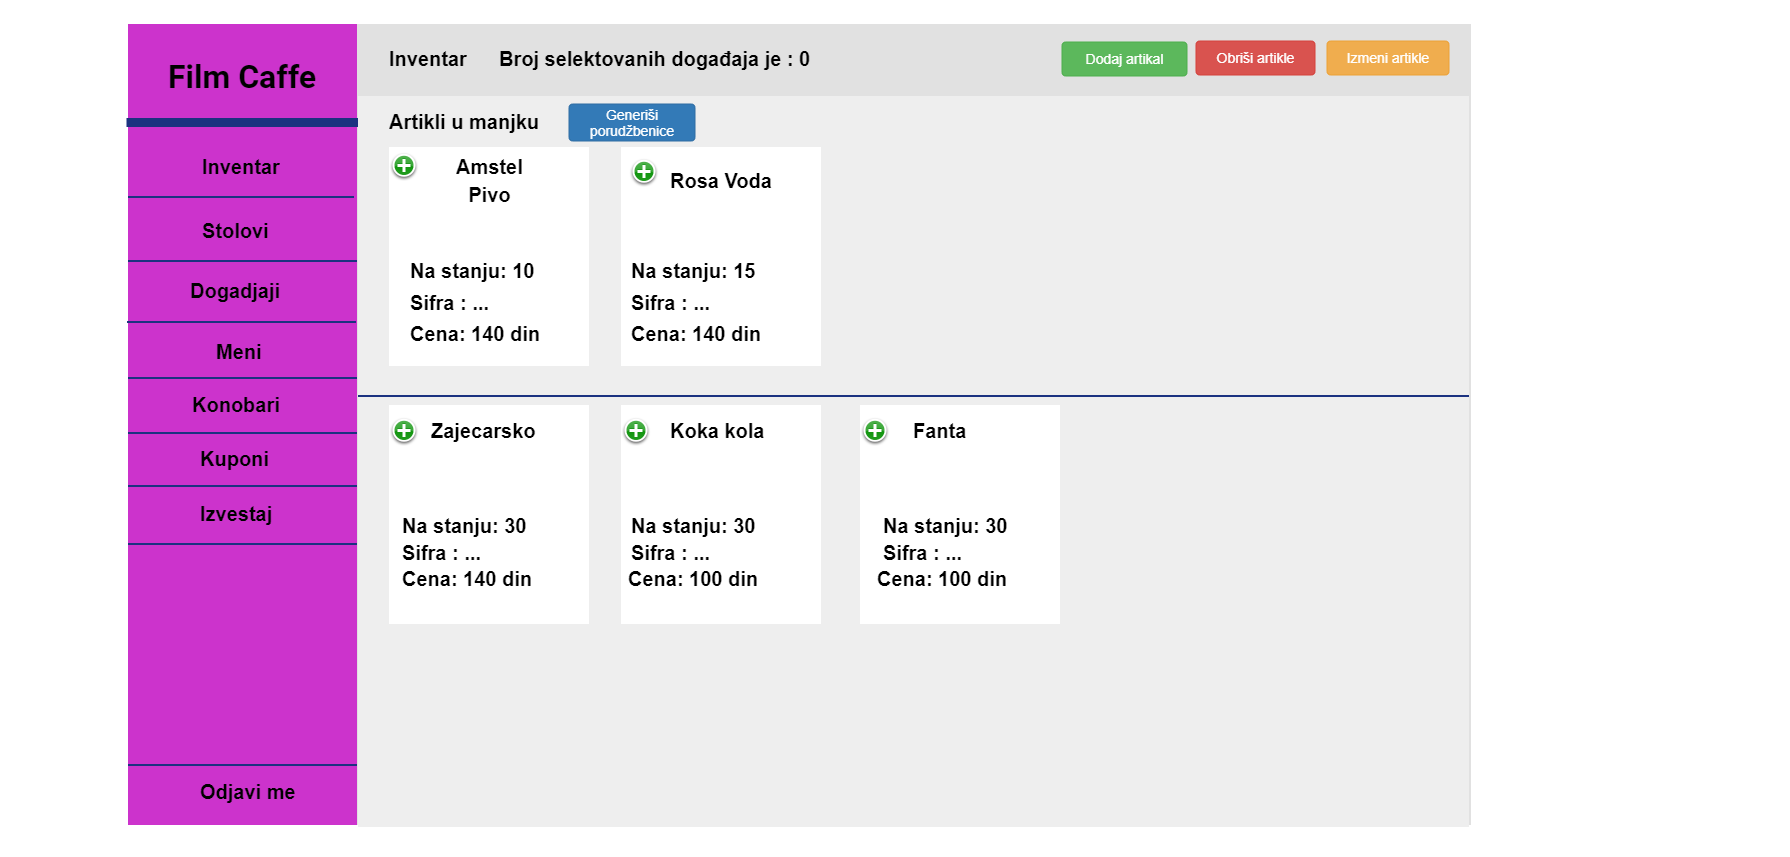 Film Caffe
Inventar
Stolovi
Dogadjaji
Meni
Konobari
Kuponi
Izvestaj
Odjavi me
Inventar
Broj selektovanih događaja je : 0
Dodaj artikal
Obriši artikle
Izmeni artikle
Artikli u manjku
Generiši
porudžbenice
Amstel
Pivo
Na stanju: 10
Sifra : ...
Cena: 140 din
Rosa Voda
Na stanju: 15
Sifra : ...
Cena: 140 din
Zajecarsko
Na stanju: 30
Sifra : ...
Cena: 140 din
Koka kola
Na stanju: 30
Sifra : ...
Cena: 100 din
Fanta
Na stanju: 30
Sifra : ...
Cena: 100 din